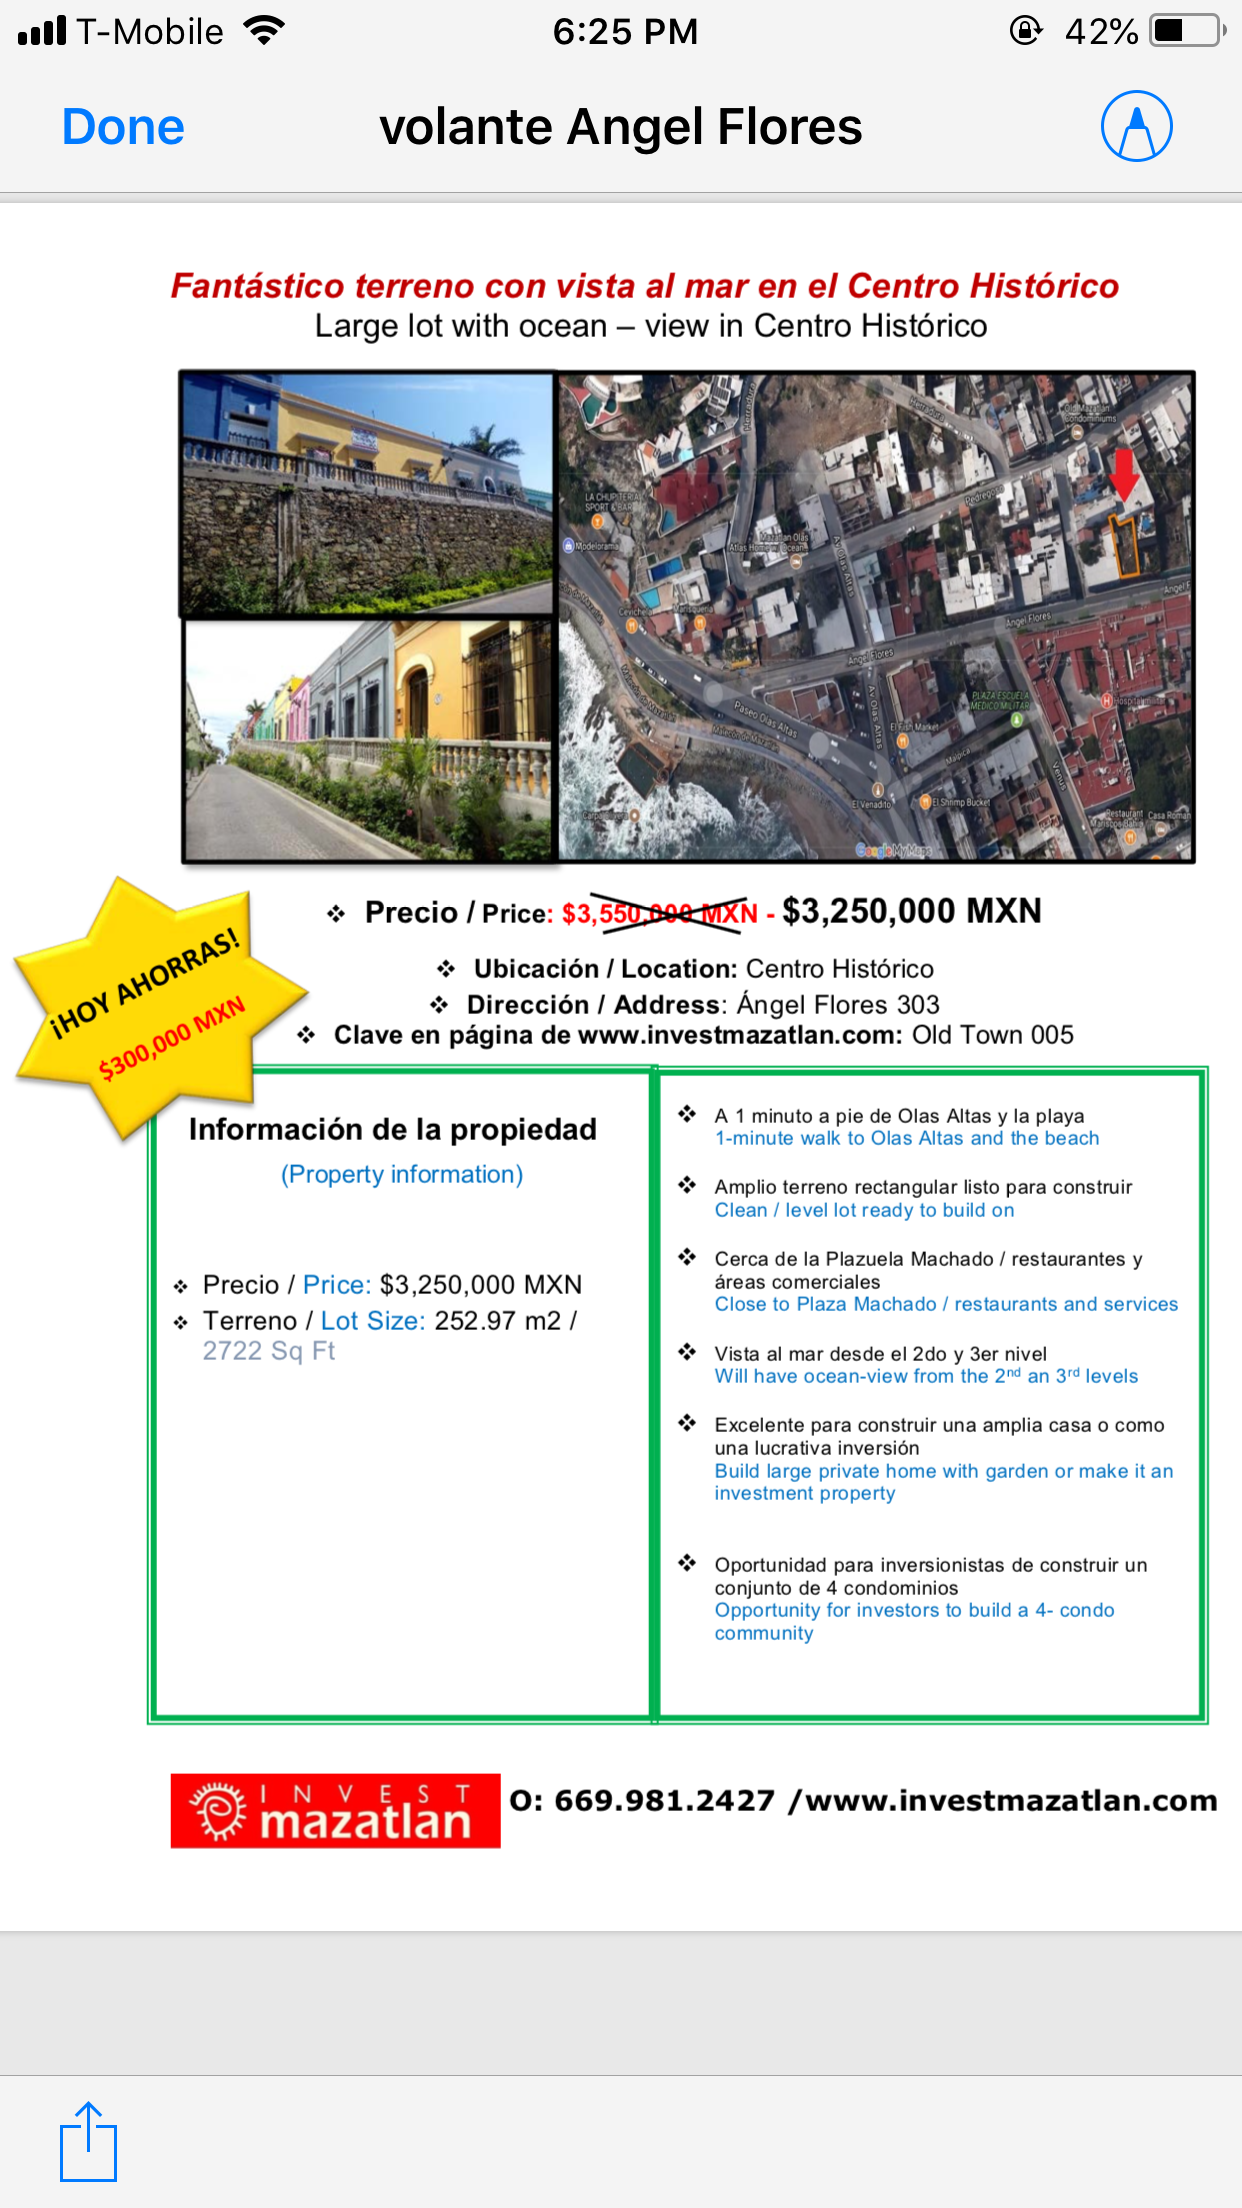 T-Mobile
6:25 PM
42%
Done
volante Angel Flores
Fantástico terreno con vista al mar en el Centro Histórico
Large lot with ocean – view in Centro Histórico
Herradura
Herradura
Old Mazatlán
Condominiums
Pedregoso
LA CHUPITERIA
SPORT & BAR
Modelorama
Mazatlan Olas
Atlas Home w/ Ocean...
Av. Olas Altas
Cevichela
Marisqueria
Angel F
Angel Flores
Ángel Flores
Paseo Olas Altas
Av. Olas Altas
PLAZA ESCUELA
MEDICO MILITAR
Hospital militar
El Fish Market
Malpica
Venus
El Venadito
El Shrimp Bucket
Restaurant
Casa Roman
Google My Maps
❖ Precio / Price: $3,550,000 MXN - $3,250,000 MXN
¡HOY AHORRAS!
$300,000 MXN
❖ Ubicación / Location: Centro Histórico
❖ Dirección / Address: Ángel Flores 303
❖ Clave en página de www.investmazatlan.com: Old Town 005
Información de la propiedad
(Property information)
❖ Precio / Price: $3,250,000 MXN
❖ Terreno / Lot Size: 252.97 m2 /
2722 Sq Ft
❖ A 1 minuto a pie de Olas Altas y la playa
1-minute walk to Olas Altas and the beach
❖ Amplio terreno rectangular listo para construir
Clean / level lot ready to build on
❖ Cerca de la Plazuela Machado / restaurantes y
áreas comerciales
Close to Plaza Machado / restaurants and services
❖ Vista al mar desde el 2do y 3er nivel
Will have ocean-view from the 2nd an 3rd levels
❖ Excelente para construir una amplia casa o como
una lucrativa inversión
Build large private home with garden or make it an
investment property
❖ Oportunidad para inversionistas de construir un
conjunto de 4 condominios
Opportunity for investors to build a 4- condo
community
INVEST
mazatlan
O: 669.981.2427 /www.investmazatlan.com